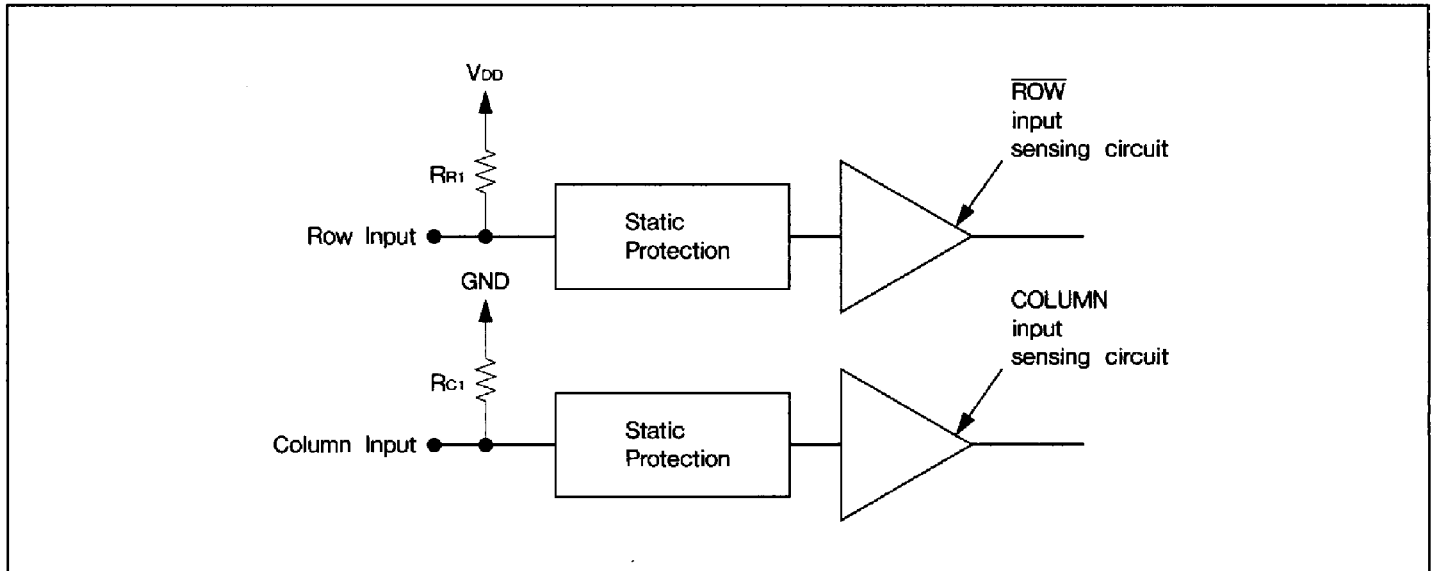 VDD
RR1
Row Input
Static
Protection
ROW
input
sensing circuit
GND
RC1
Column Input
Static
Protection
COLUMN
input
sensing circuit